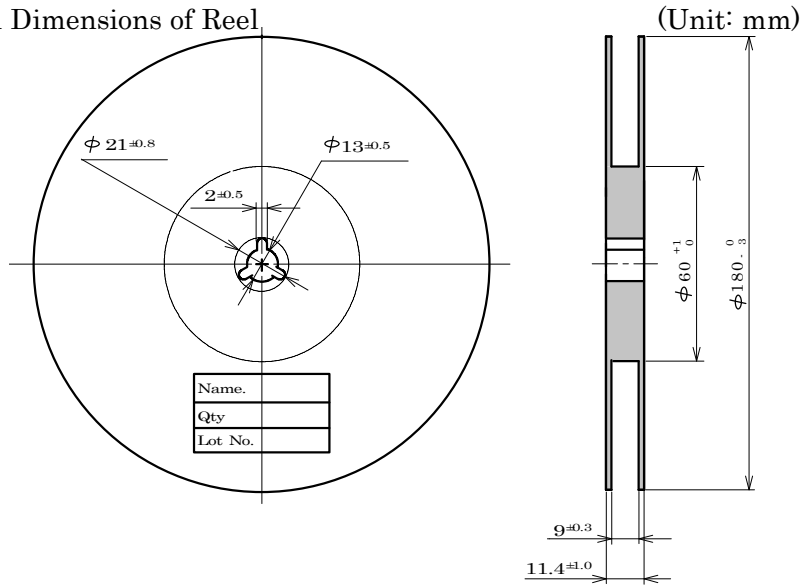 Dimensions of Reel
(Unit: mm)
φ 21±0.8
φ13±0.5
2±0.5
φ60 +1 0
φ180 0 -3
Name.
Qty
Lot No.
9±0.3
11.4±1.0